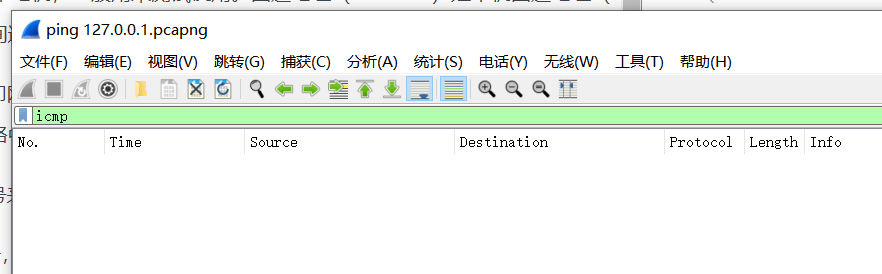 ping 127.0.0.1.pcapng
文件(F) 编辑(E) 视图(V) 跳转(G) 捕获(C) 分析(A) 统计(S) 电话(Y) 无线(W) 工具(T) 帮助(H)
icmp
No. Time Source Destination Protocol Length Info